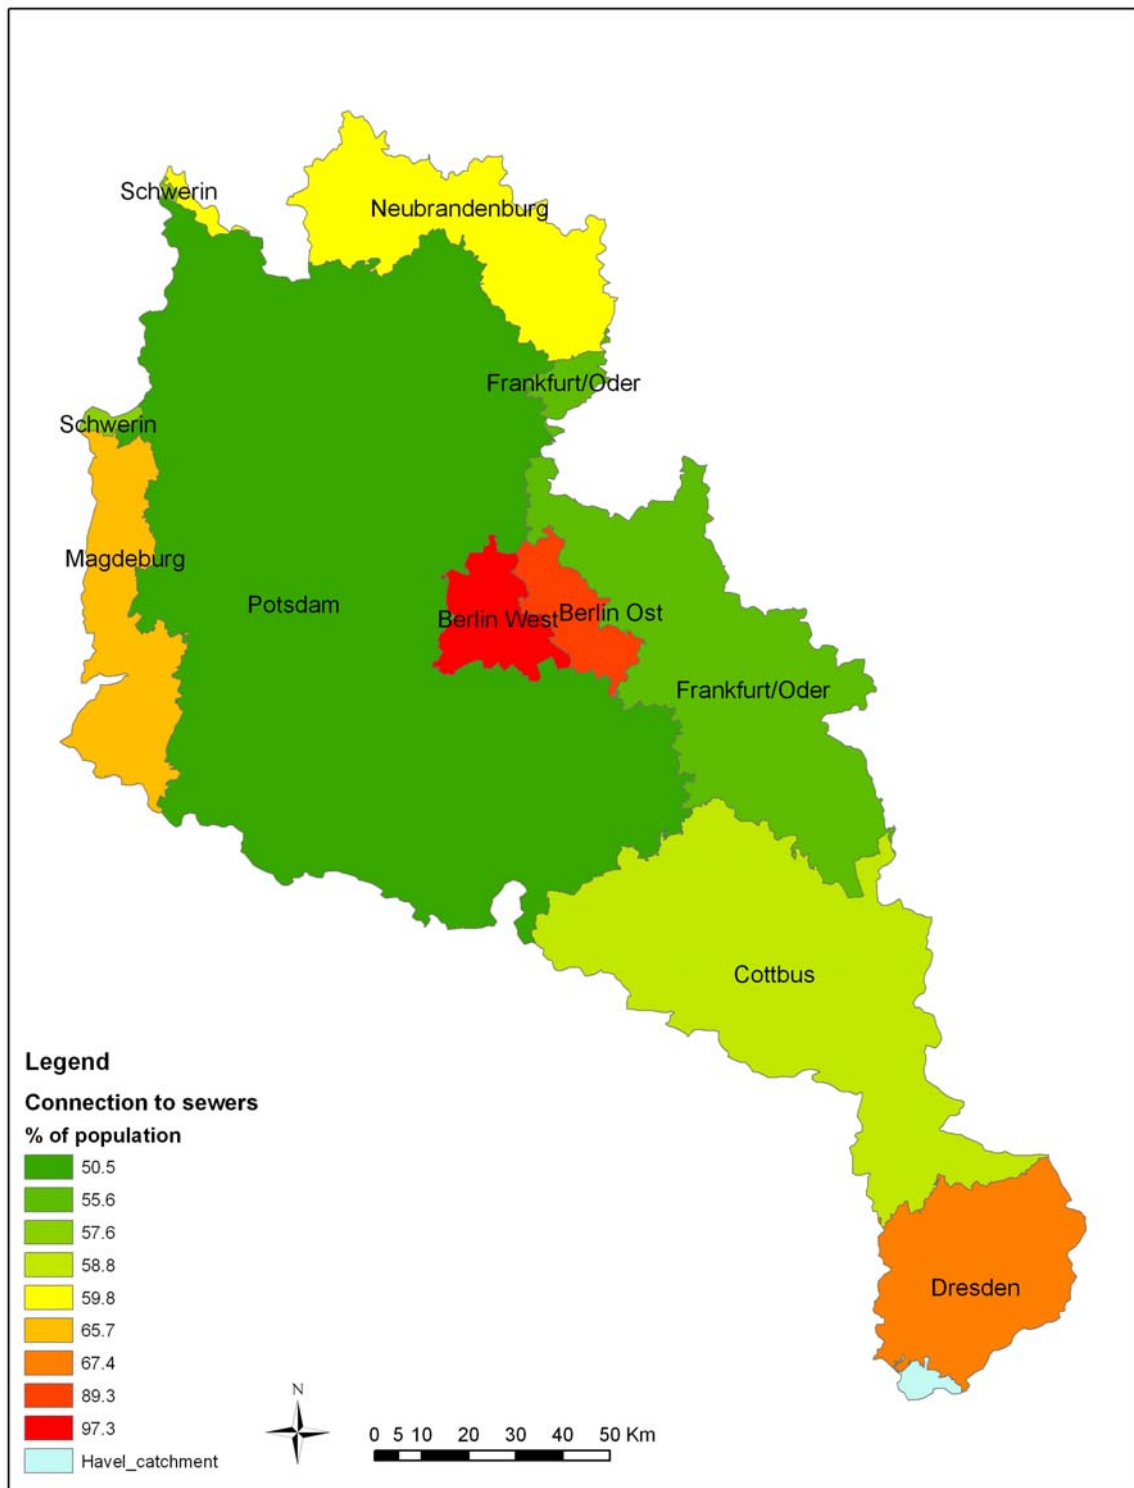 Schwerin
Neubrandenburg
Frankfurt/Oder
Schwerin
Magdeburg
Potsdam
Berlin West
Berlin Ost
Frankfurt/Oder
Cottbus
Dresden
Legend
Connection to sewers
% of population
50.5
55.6
57.6
58.8
59.8
65.7
67.4
89.3
97.3
Havel_catchment
N
0 5 10 20 30 40 50 Km